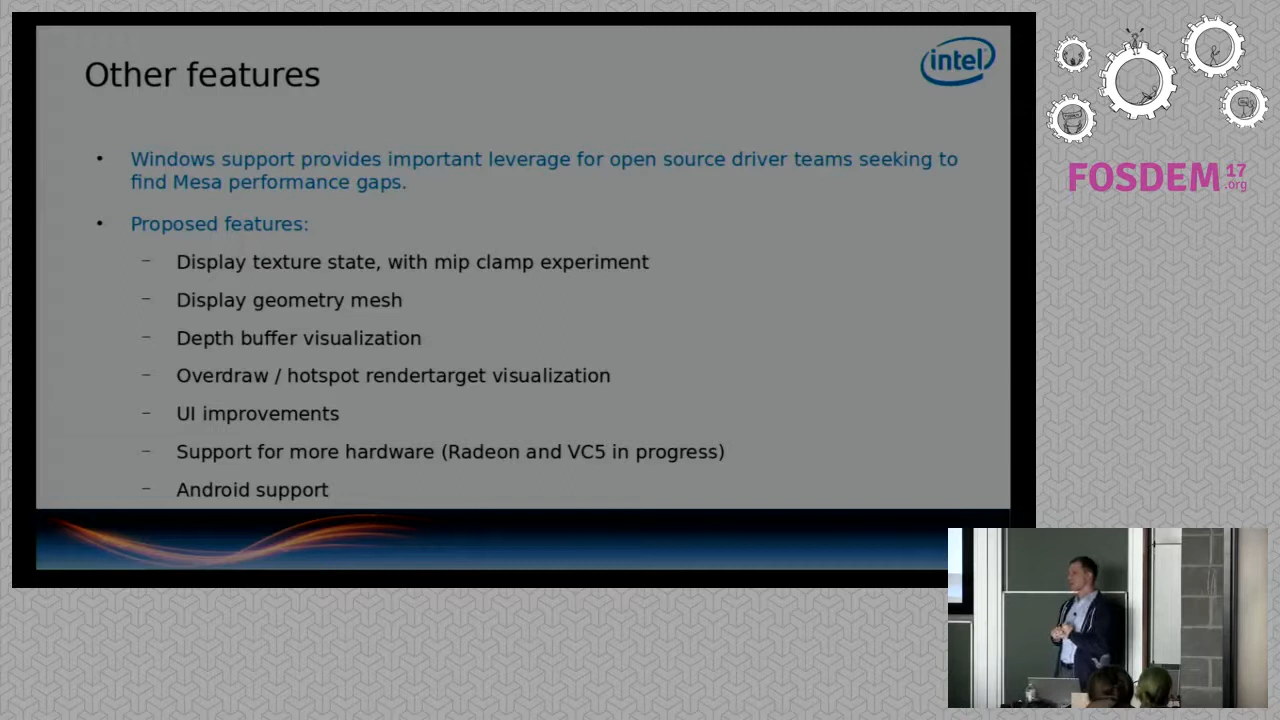 Other features
intel
• Windows support provides important leverage for open source driver teams seeking to
find Mesa performance gaps.
• Proposed features:
– Display texture state, with mip clamp experiment
– Display geometry mesh
– Depth buffer visualization
– Overdraw / hotspot rendertarget visualization
– UI improvements
– Support for more hardware (Radeon and VC5 in progress)
– Android support
FOSDEM 17
.org